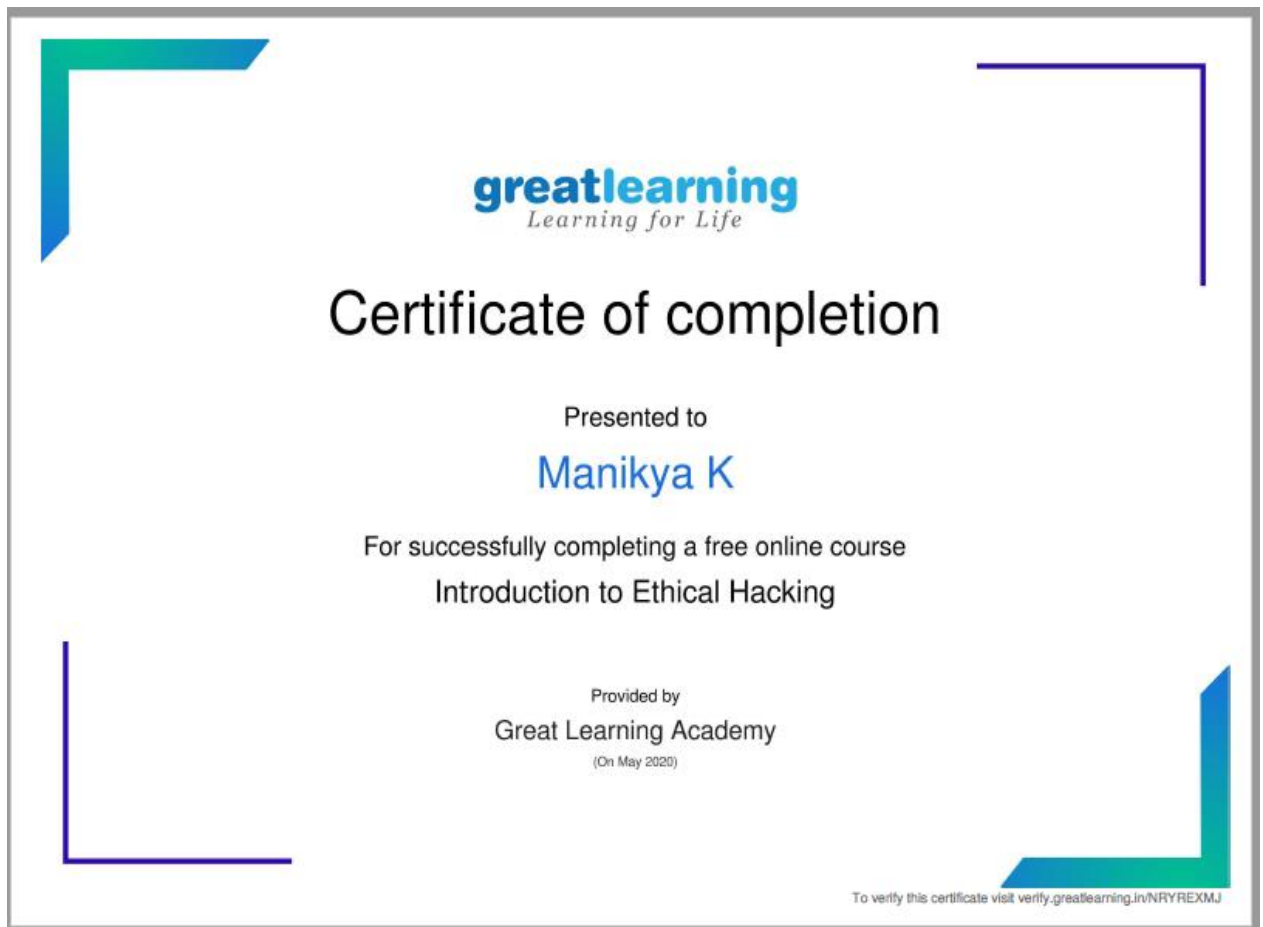 greatlearning
Learning for Life
Certificate of completion
Presented to
Manikya K
For successfully completing a free online course
Introduction to Ethical Hacking
Provided by
Great Learning Academy
(On May 2020)
To verify this certificate visit verify.greatlearning.in/NRYREXMJ